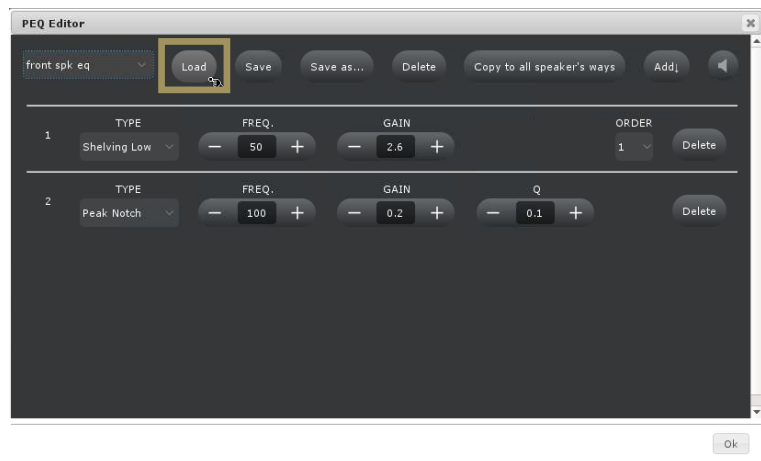 PEQ Editor
front spk eq Load Save Save as... Delete Copy to all speaker's ways Add↓
TYPE FREQ. GAIN ORDER
1 Shelving Low − 50 + − 2.6 + 1 Delete
TYPE FREQ. GAIN Q
2 Peak Notch − 100 + − 0.2 + − 0.1 + Delete
Ok